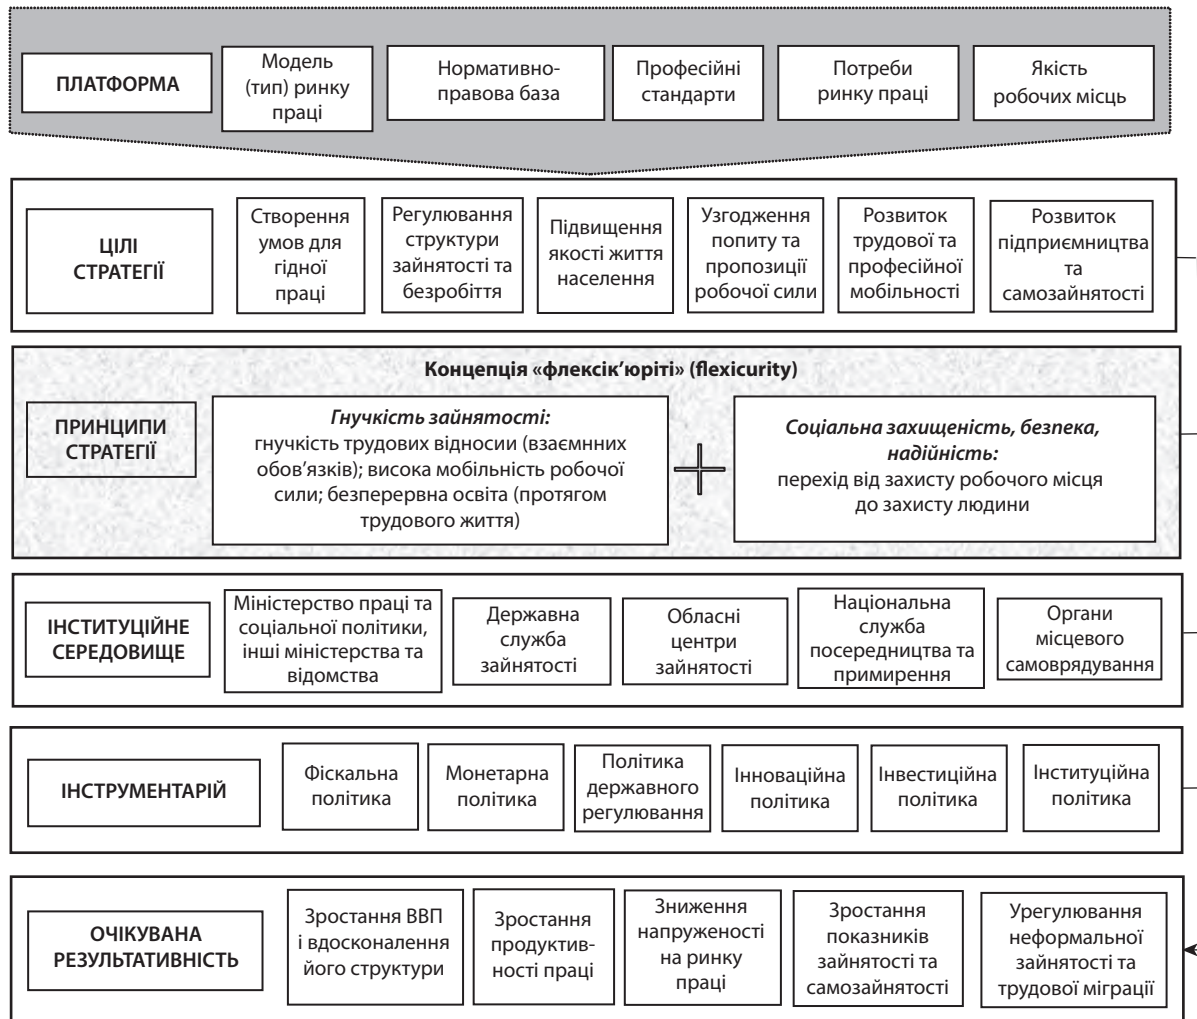 ПЛАТФОРМА
Модель
(тип) ринку
праці
Нормативно-
правова база
Професійні
стандарти
Потреби
ринку праці
Якість
робочих місць
ЦІЛІ
СТРАТЕГІЇ
Створення
умов для
гідної
праці
Регулювання
структури
зайнятості та
безробіття
Підвищення
якості життя
населення
Узгодження
попиту та
пропозиції
робочої сили
Розвиток
трудової та
професійної
мобільності
Розвиток
підприємництва
та
самозайнятості
Концепція «флексік’юріті» (flexicurity)
ПРИНЦИПИ
СТРАТЕГІЇ
Гнучкість зайнятості:
гнучкість трудових відносии (взаємнних
обов’язків); висока мобільність робочої
сили; безперервна освіта (протягом
трудового життя)
Соціальна захищеність, безпека,
надійність:
перехід від захисту робочого місця
до захисту людини
ІНСТИТУЦІЙНЕ
СЕРЕДОВИЩЕ
Міністерство праці та
соціальної політики,
інші міністерства та
відомства
Державна
служба
зайнятості
Обласні
центри
зайнятості
Національна
служба
посередництва та
примирення
Органи
місцевого
самоврядування
ІНСТРУМЕНТАРІЙ
Фіскальна
політика
Монетарна
політика
Політика
державного
регулювання
Інноваційна
політика
Інвестиційна
політика
Інституційна
політика
ОЧІКУВАНА
РЕЗУЛЬТАТИВНІСТЬ
Зростання ВВП
і вдосконалення
його структури
Зростання
продуктив-
ності праці
Зниження
напруженості
на ринку
праці
Зростання
показників
зайнятості та
самозайнятості
Урегулювання
неформальної
зайнятості та
трудової міграції